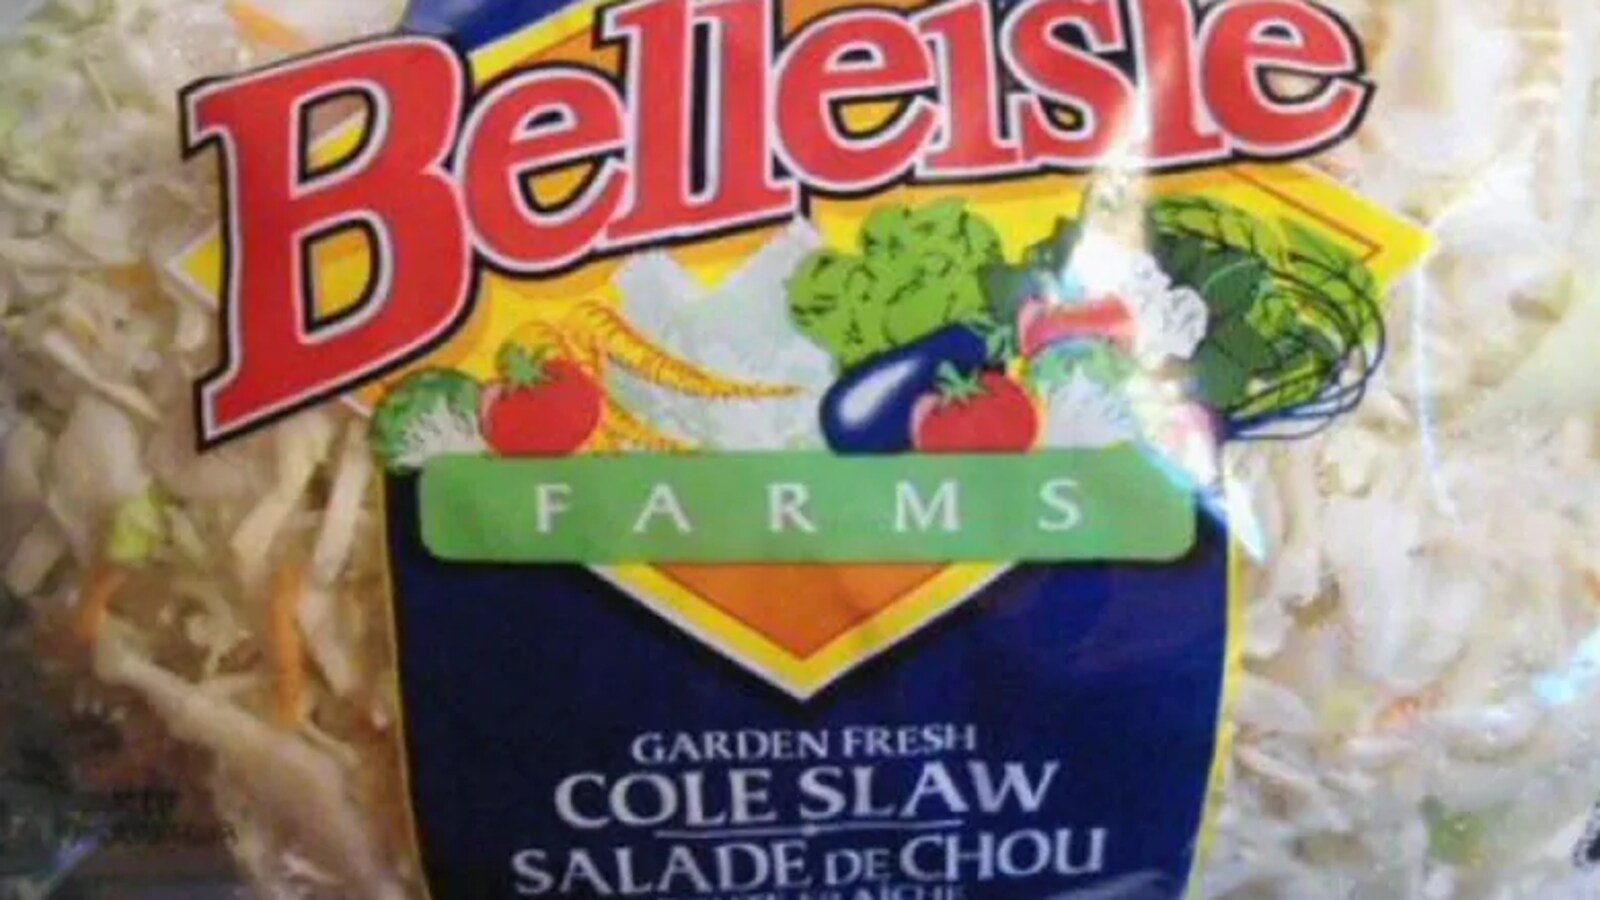 Belleisle
FARMS
GARDEN FRESH
COLE SLAW
SALADE DE CHOU